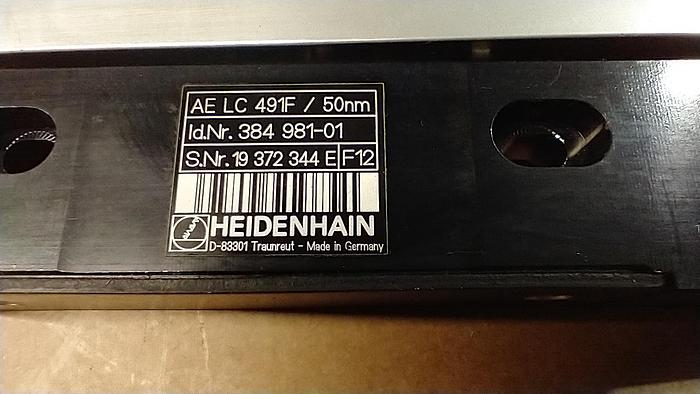 AE LC 491F / 50nm
Id.Nr. 384 981-01
S.Nr. 19 372 344 E F12
HEIDENHAIN
D-83301 Traunreut - Made in Germany